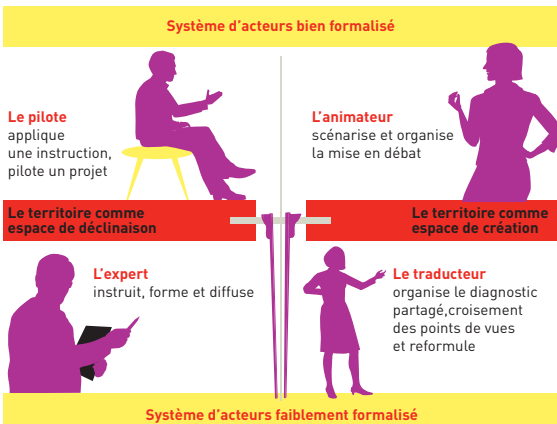 Système d'acteurs bien formalisé
Le pilote
applique
une instruction,
pilote un projet
L'animateur
scénarise et organise
la mise en débat
Le territoire comme
espace de déclinaison
Le territoire comme
espace de création
L'expert
instruit, forme et diffuse
Le traducteur
organise le diagnostic
partagé,croisement
des points de vues
et reformule
Système d'acteurs faiblement formalisé